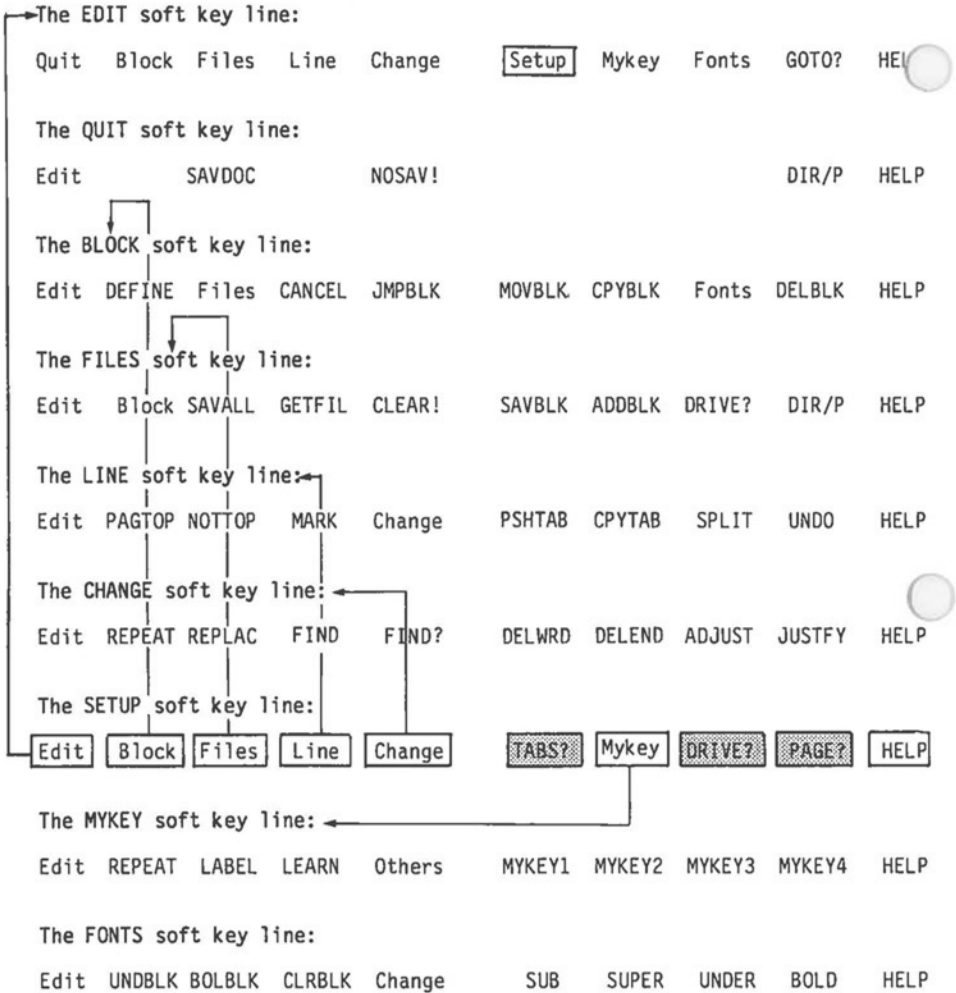 The EDIT soft key line:
Quit Block Files Line Change Setup Mykey Fonts GOTO? HEL
The QUIT soft key line:
Edit SAVDOC NOSAV! DIR/P HELP
The BLOCK soft key line:
Edit DEFINE Files CANCEL JMPBLK MOVBLK CPYBLK Fonts DELBLK HELP
The FILES soft key line:
Edit Block SAVALL GETFIL CLEAR! SAVBLK ADDBLK DRIVE? DIR/P HELP
The LINE soft key line:
Edit PAGTOP NOTTOP MARK Change PSHTAB CPYTAB SPLIT UNDO HELP
The CHANGE soft key line:
Edit REPEAT REPLAC FIND FIND? DELWRD DELEND ADJUST JUSTFY HELP
The SETUP soft key line:
Edit Block Files Line Change TABS? Mykey DRIVE? PAGE? HELP
The MYKEY soft key line:
Edit REPEAT LABEL LEARN Others MYKEY1 MYKEY2 MYKEY3 MYKEY4 HELP
The FONTS soft key line:
Edit UNDBLK BOLBLK CLRBLK Change SUB SUPER UNDER BOLD HELP